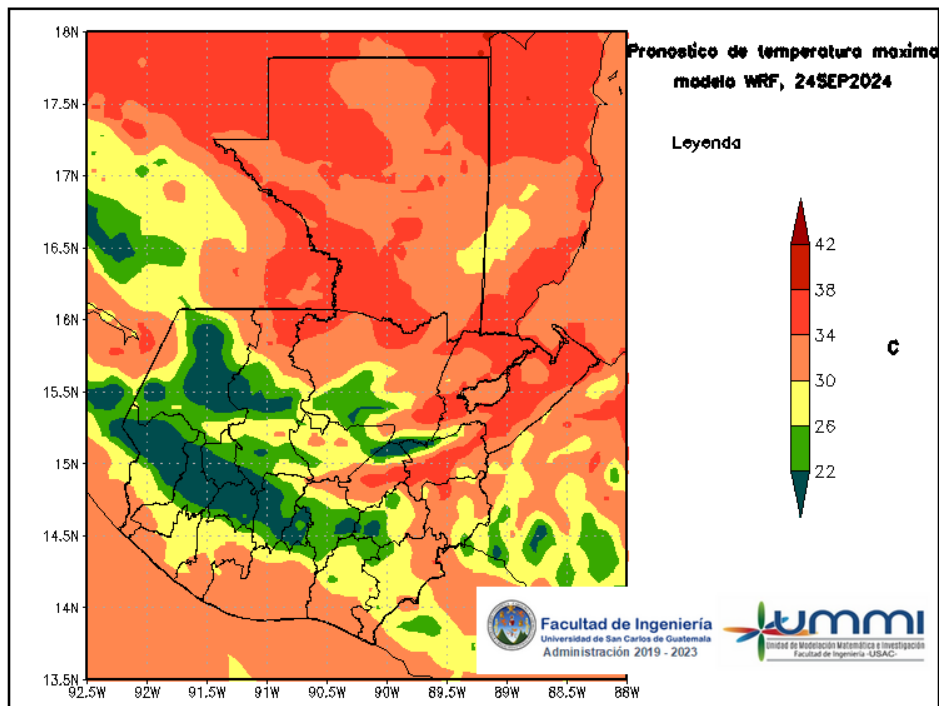 Pronostico de temperatura maxima
modelo WRF, 24SEP2024
Leyenda
42
38
34
30
26
22
C
18N
17.5N
17N
16.5N
16N
15.5N
15N
14.5N
14N
13.5N
92.5W 92W 91.5W 91W 90.5W 90W 89.5W 89W 88.5W 88W
Facultad de Ingeniería
Universidad de San Carlos de Guatemala
Administración 2019 - 2023
ummi
Unidad de Modelación Matemática e Investigación
Facultad de Ingeniería -USAC-